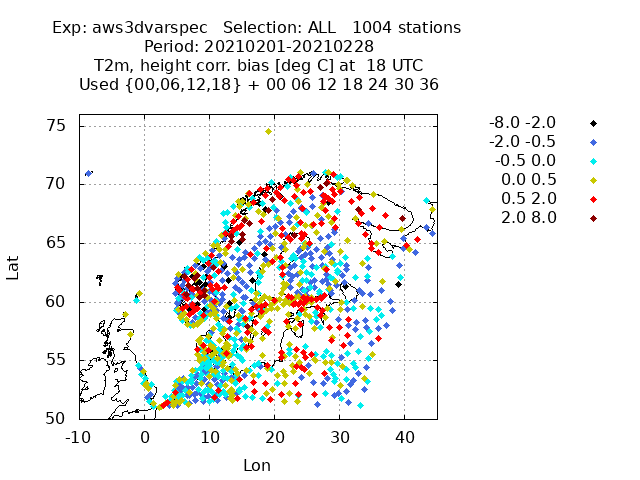 Exp: aws3dvarspec   Selection: ALL   1004 stations
Period: 20210201-20210228
T2m, height corr. bias [deg C] at  18 UTC
Used {00,06,12,18} + 00 06 12 18 24 30 36
75
70
65
60
55
50
Lat
-10 0 10 20 30 40
Lon
-8.0 -2.0
-2.0 -0.5
-0.5 0.0
0.0 0.5
0.5 2.0
2.0 8.0